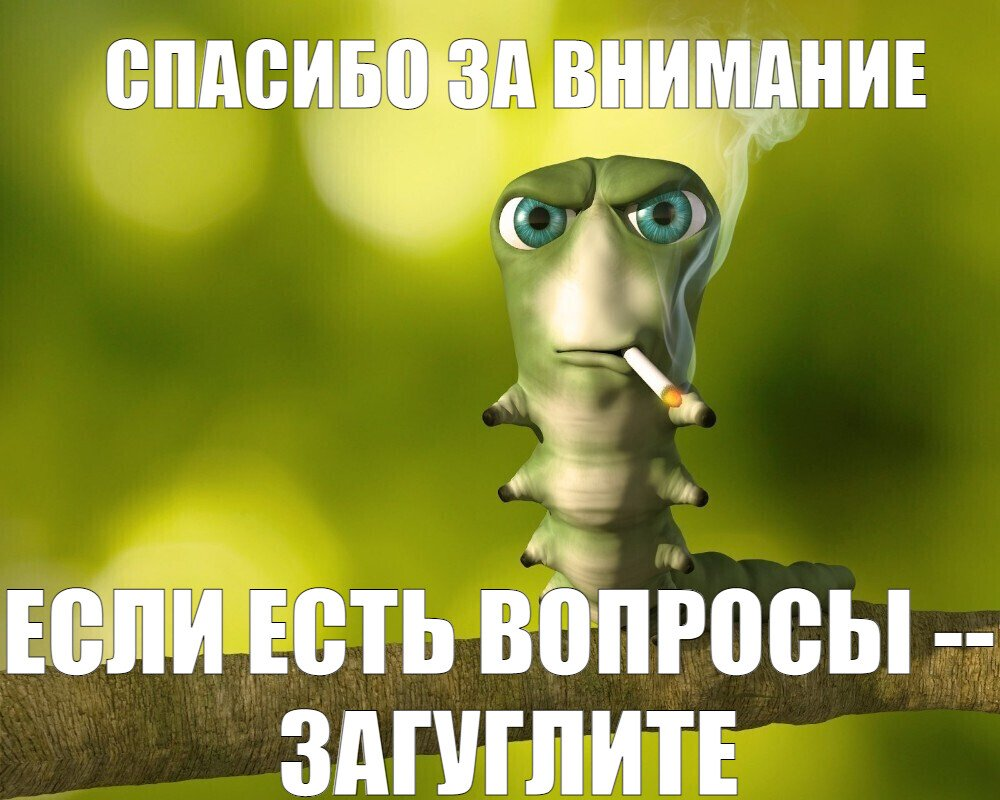 СПАСИБО ЗА ВНИМАНИЕ
ЕСЛИ ЕСТЬ ВОПРОСЫ --
ЗАГУГЛИТЕ